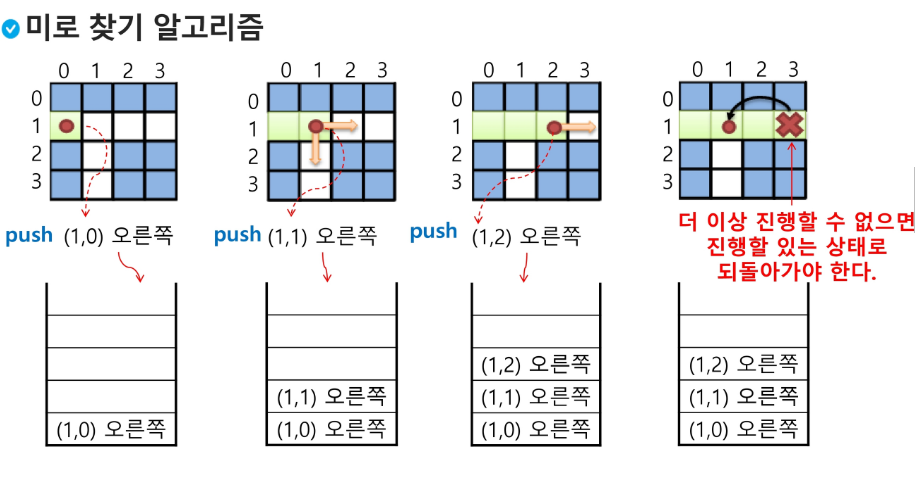 미로 찾기 알고리즘
0 1 2 3
0
1
2
3
push (1,0) 오른쪽
(1,0) 오른쪽
0 1 2 3
0
1
2
3
push (1,1) 오른쪽
(1,1) 오른쪽
(1,0) 오른쪽
0 1 2 3
0
1
2
3
push (1,2) 오른쪽
(1,2) 오른쪽
(1,1) 오른쪽
(1,0) 오른쪽
0 1 2 3
0
1
2
3
더 이상 진행할 수 없으면
진행할 있는 상태로
되돌아가야 한다.
(1,2) 오른쪽
(1,1) 오른쪽
(1,0) 오른쪽